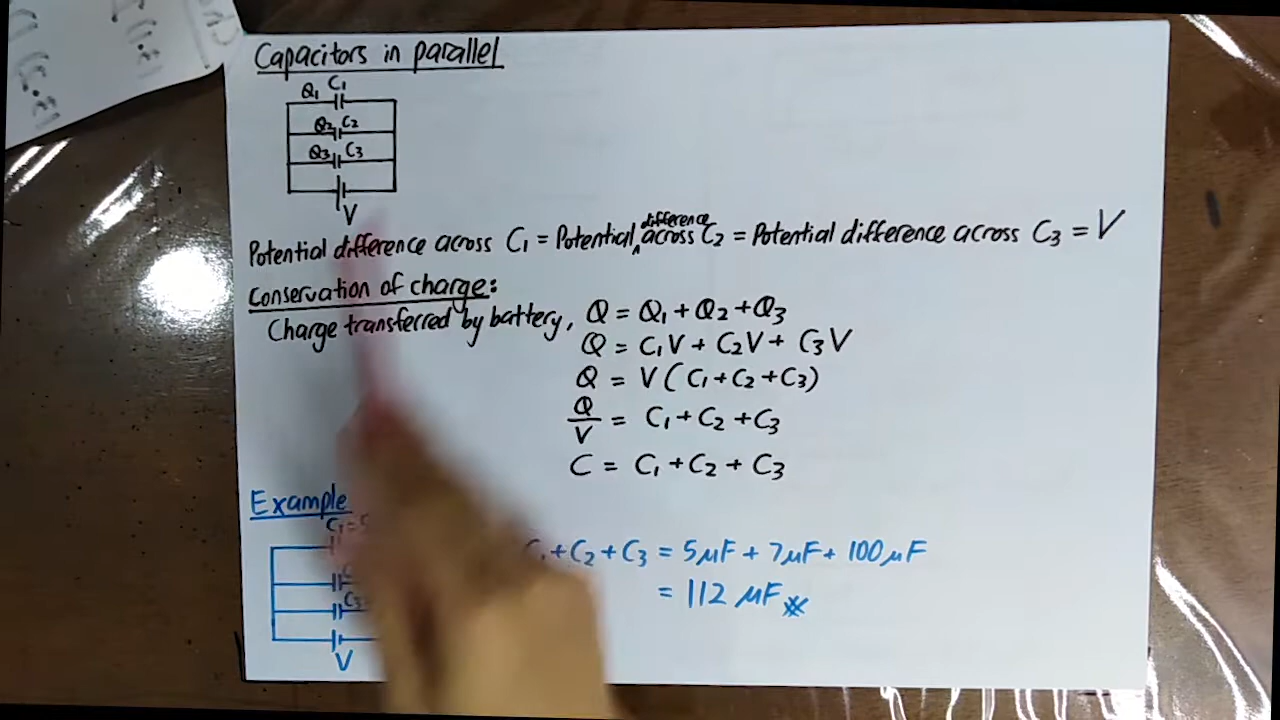 Capacitors in parallel
C₁
Q₁
Q₂ C₂
Q₃ C₃
V
Potential difference across C₁ = Potential difference across C₂ = Potential difference across C₃ = V
Conservation of charge:
Charge transferred by battery, Q = Q₁ + Q₂ + Q₃
Q = C₁V + C₂V + C₃V
Q = V(C₁ + C₂ + C₃)
Q/V = C₁ + C₂ + C₃
C = C₁ + C₂ + C₃
Example
C₁ =
+ C₂ + C₃ = 5μF + 7μF + 100μF
C₃
= 112 μF
V